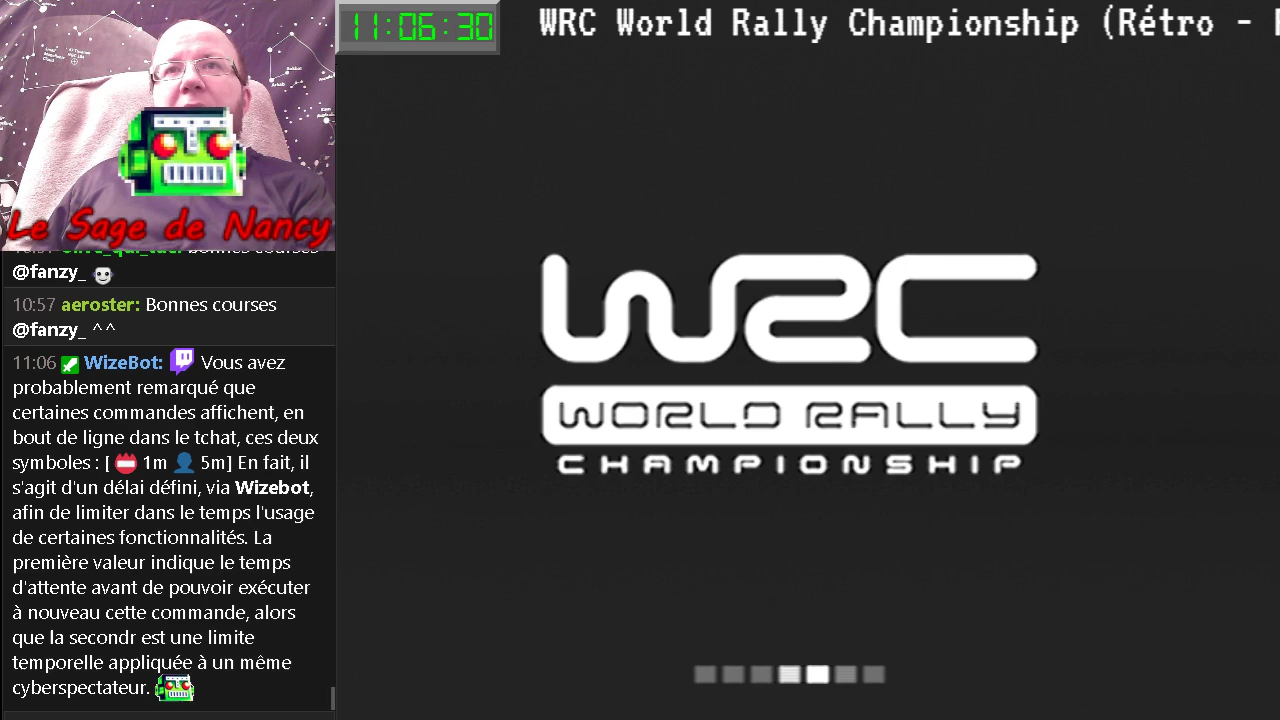 11:06:30
WRC World Rally Championship (Rétro -
Le Sage de Nancy
@fanzy_
10:57 aeroster: Bonnes courses
@fanzy_ ^^
11:06 WizeBot: Vous avez
probablement remarqué que
certaines commandes affichent, en
bout de ligne dans le tchat, ces deux
symboles : [ 📛 1m 👤 5m] En fait, il
s'agit d'un délai défini, via Wizebot,
afin de limiter dans le temps l'usage
de certaines fonctionnalités. La
première valeur indique le temps
d'attente avant de pouvoir exécuter
à nouveau cette commande, alors
que la secondr est une limite
temporelle appliquée à un même
cyberspectateur.
WRC
WORLD RALLY
CHAMPIONSHIP